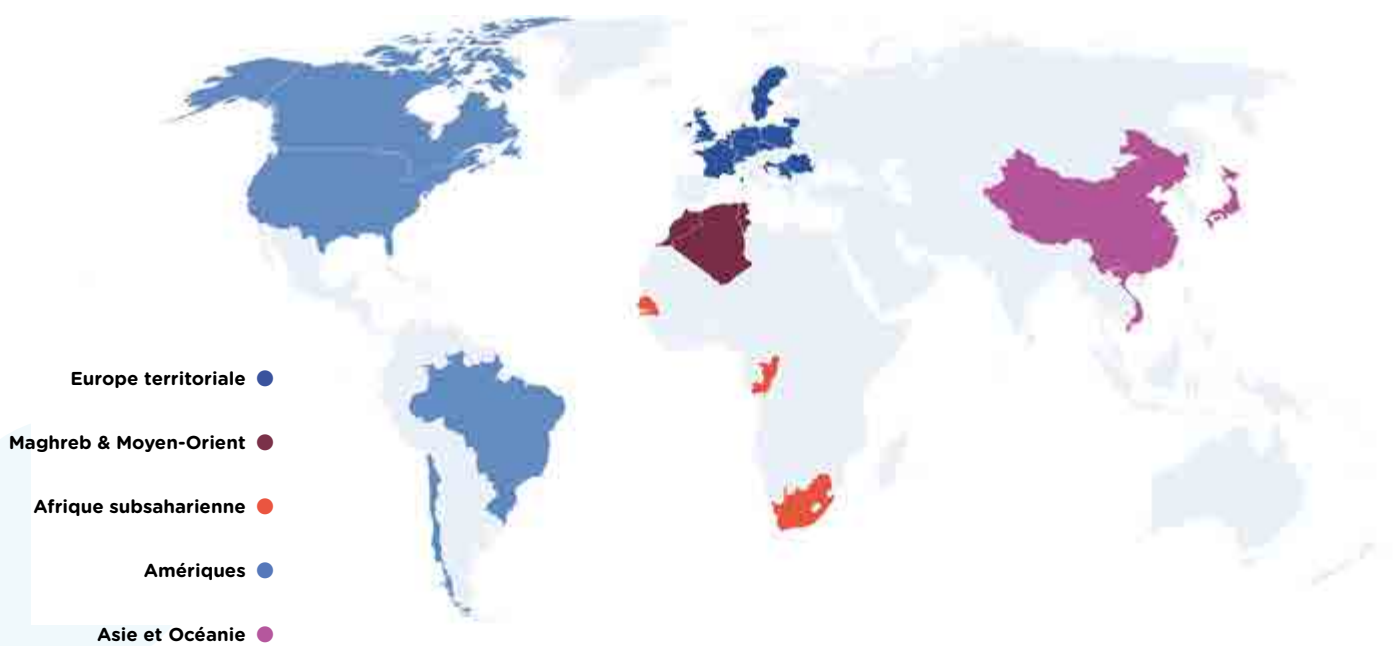 Europe territoriale
Maghreb & Moyen-Orient
Afrique subsaharienne
Amériques
Asie et Océanie